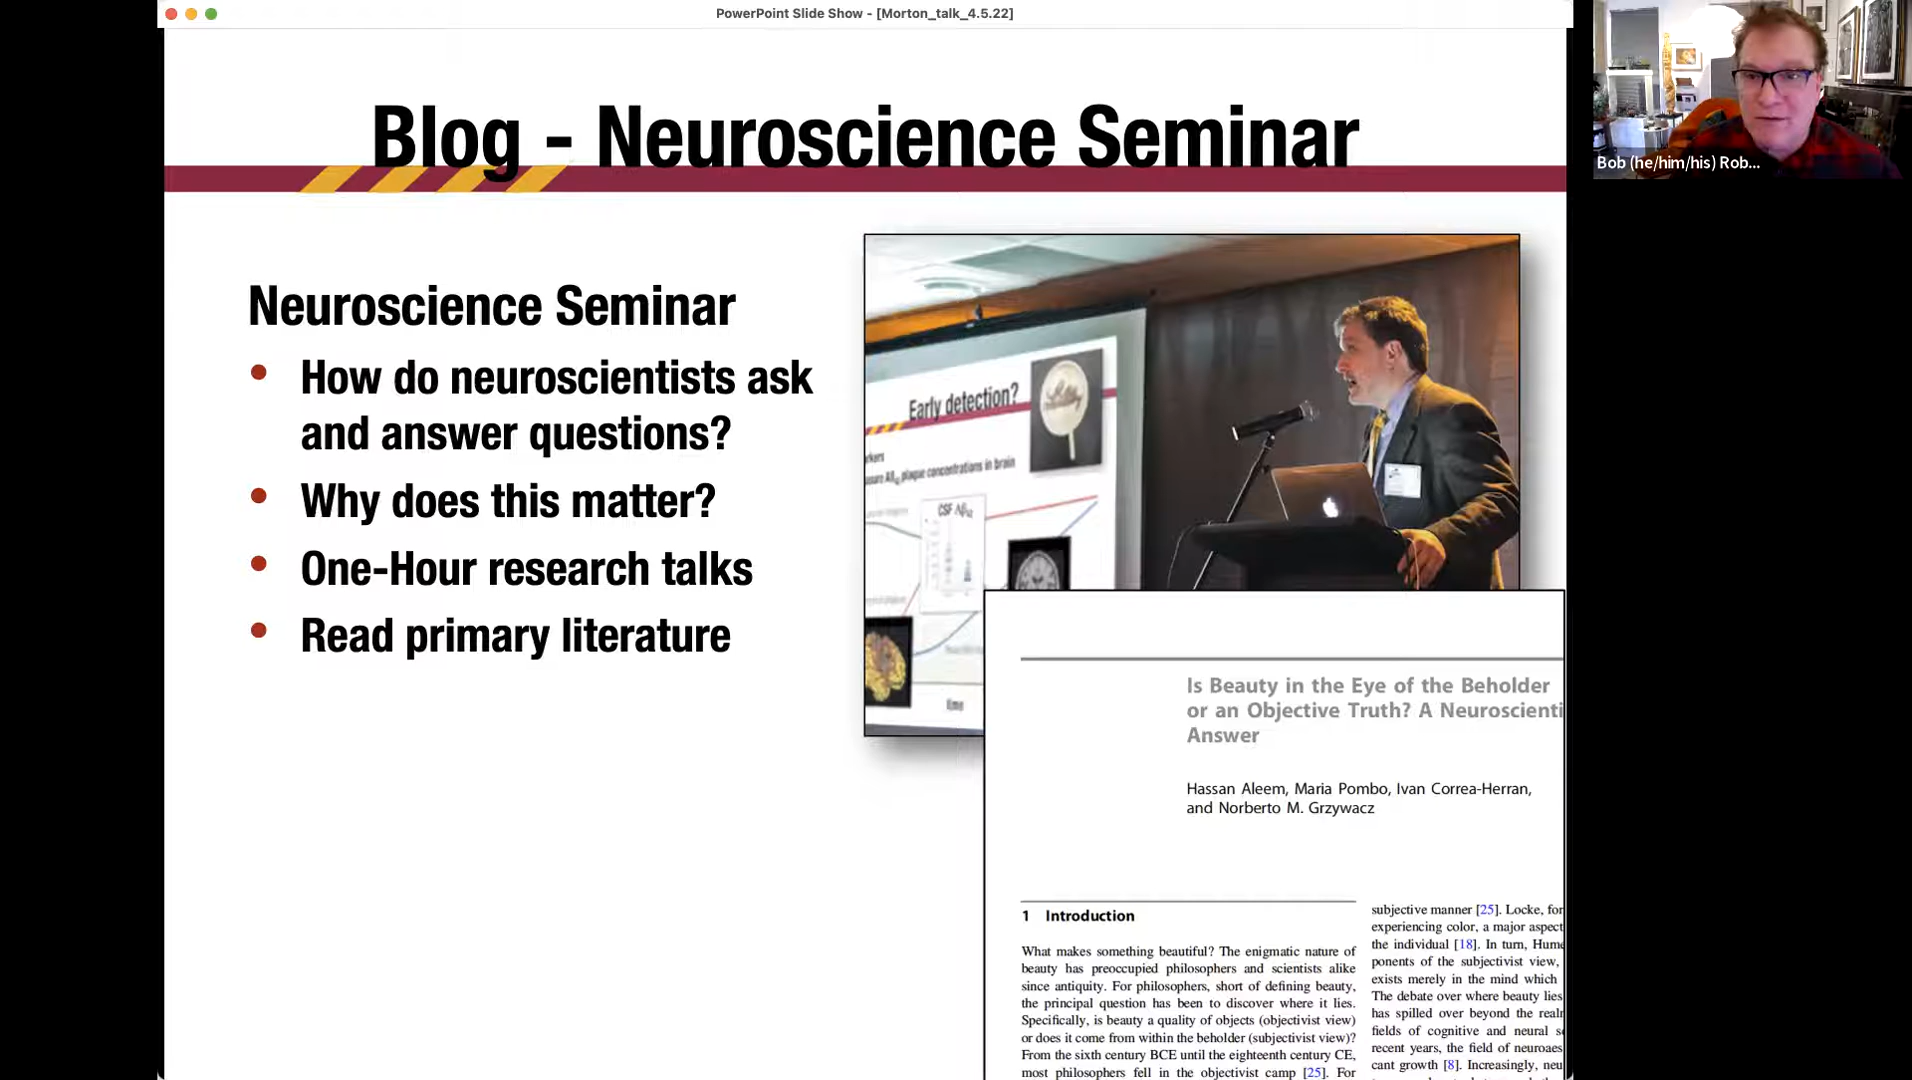 PowerPoint Slide Show - [Morton_talk_4.5.22]
Blog - Neuroscience Seminar
Bob (he/him/his) Rob...
Neuroscience Seminar
• How do neuroscientists ask
and answer questions?
• Why does this matter?
• One-Hour research talks
• Read primary literature
Early detection?
plaque concentrations in brain
CSF Aβ42
time
Is Beauty in the Eye of the Beholder
or an Objective Truth? A Neuroscienti
Answer
Hassan Aleem, Maria Pombo, Ivan Correa-Herran,
and Norberto M. Grzywacz
1 Introduction
What makes something beautiful? The enigmatic nature of
beauty has preoccupied philosophers and scientists alike
since antiquity. For philosophers, short of defining beauty,
the principal question has been to discover where it lies.
Specifically, is beauty a quality of objects (objectivist view)
or does it come from within the beholder (subjectivist view)?
From the sixth century BCE until the eighteenth century CE,
most philosophers fell in the objectivist camp [25]. For
subjective manner [25]. Locke, for
experiencing color, a major aspect
the individual [18]. In turn, Hume
ponents of the subjectivist view,
exists merely in the mind which
The debate over where beauty lies
has spilled over beyond the realm
fields of cognitive and neural s
recent years, the field of neuroaes
cant growth [8]. Increasingly, neu